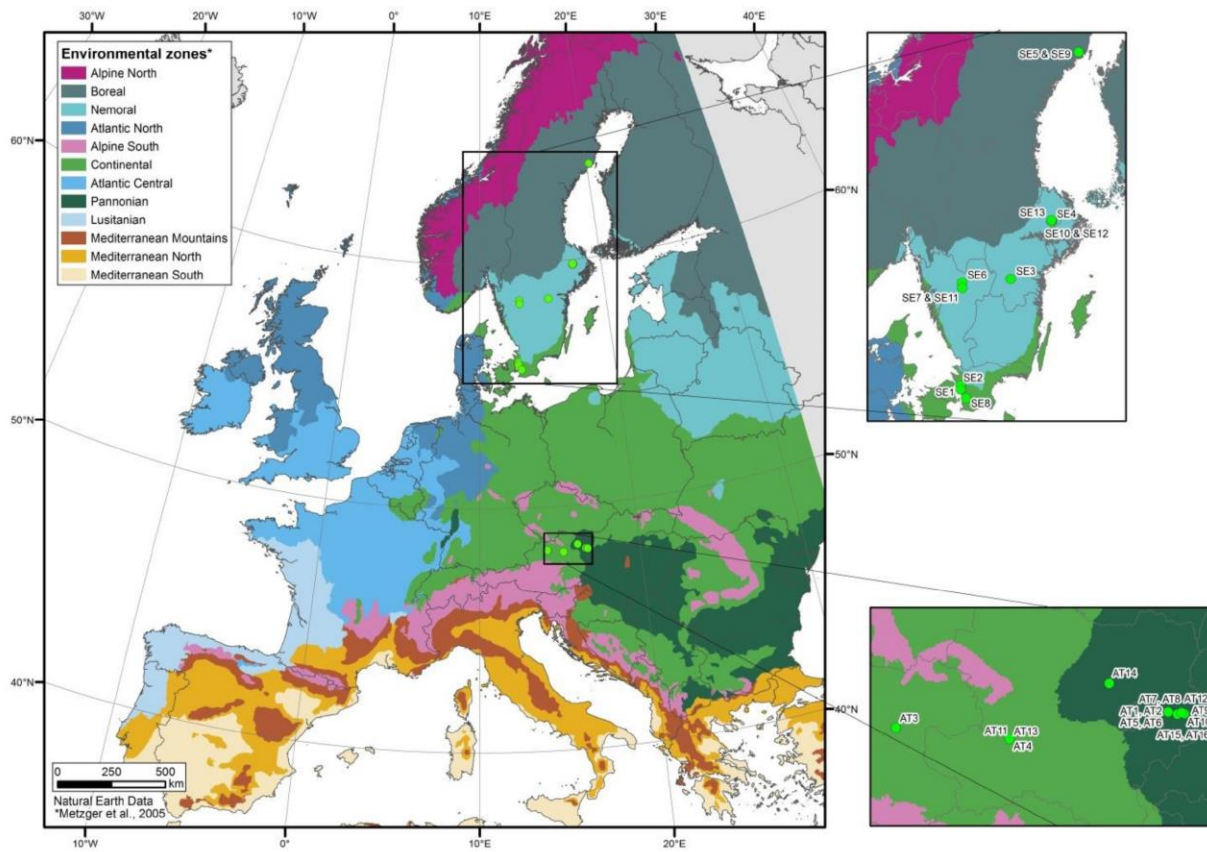 30°W 20°W 10°W 0°E 10°E 20°E 30°E 40°E
Environmental zones*
Alpine North
Boreal
Nemoral
Atlantic North
Alpine South
Continental
Atlantic Central
Pannonian
Lusitanian
Mediterranean Mountains
Mediterranean North
Mediterranean South
60°N
50°N
40°N
60°N
50°N
40°N
0 250 500
km
Natural Earth Data
*Metzger et al., 2005
10°W 0°E 10°E 20°E
SE5 & SE9
SE13 SE4
SE10 & SE12
SE6 SE3
SE7 & SE11
SE2
SE1
SE8
AT14
AT7, AT8 AT12
AT1, AT2
AT5, AT6
AT15,
AT3
AT11 AT13
AT4